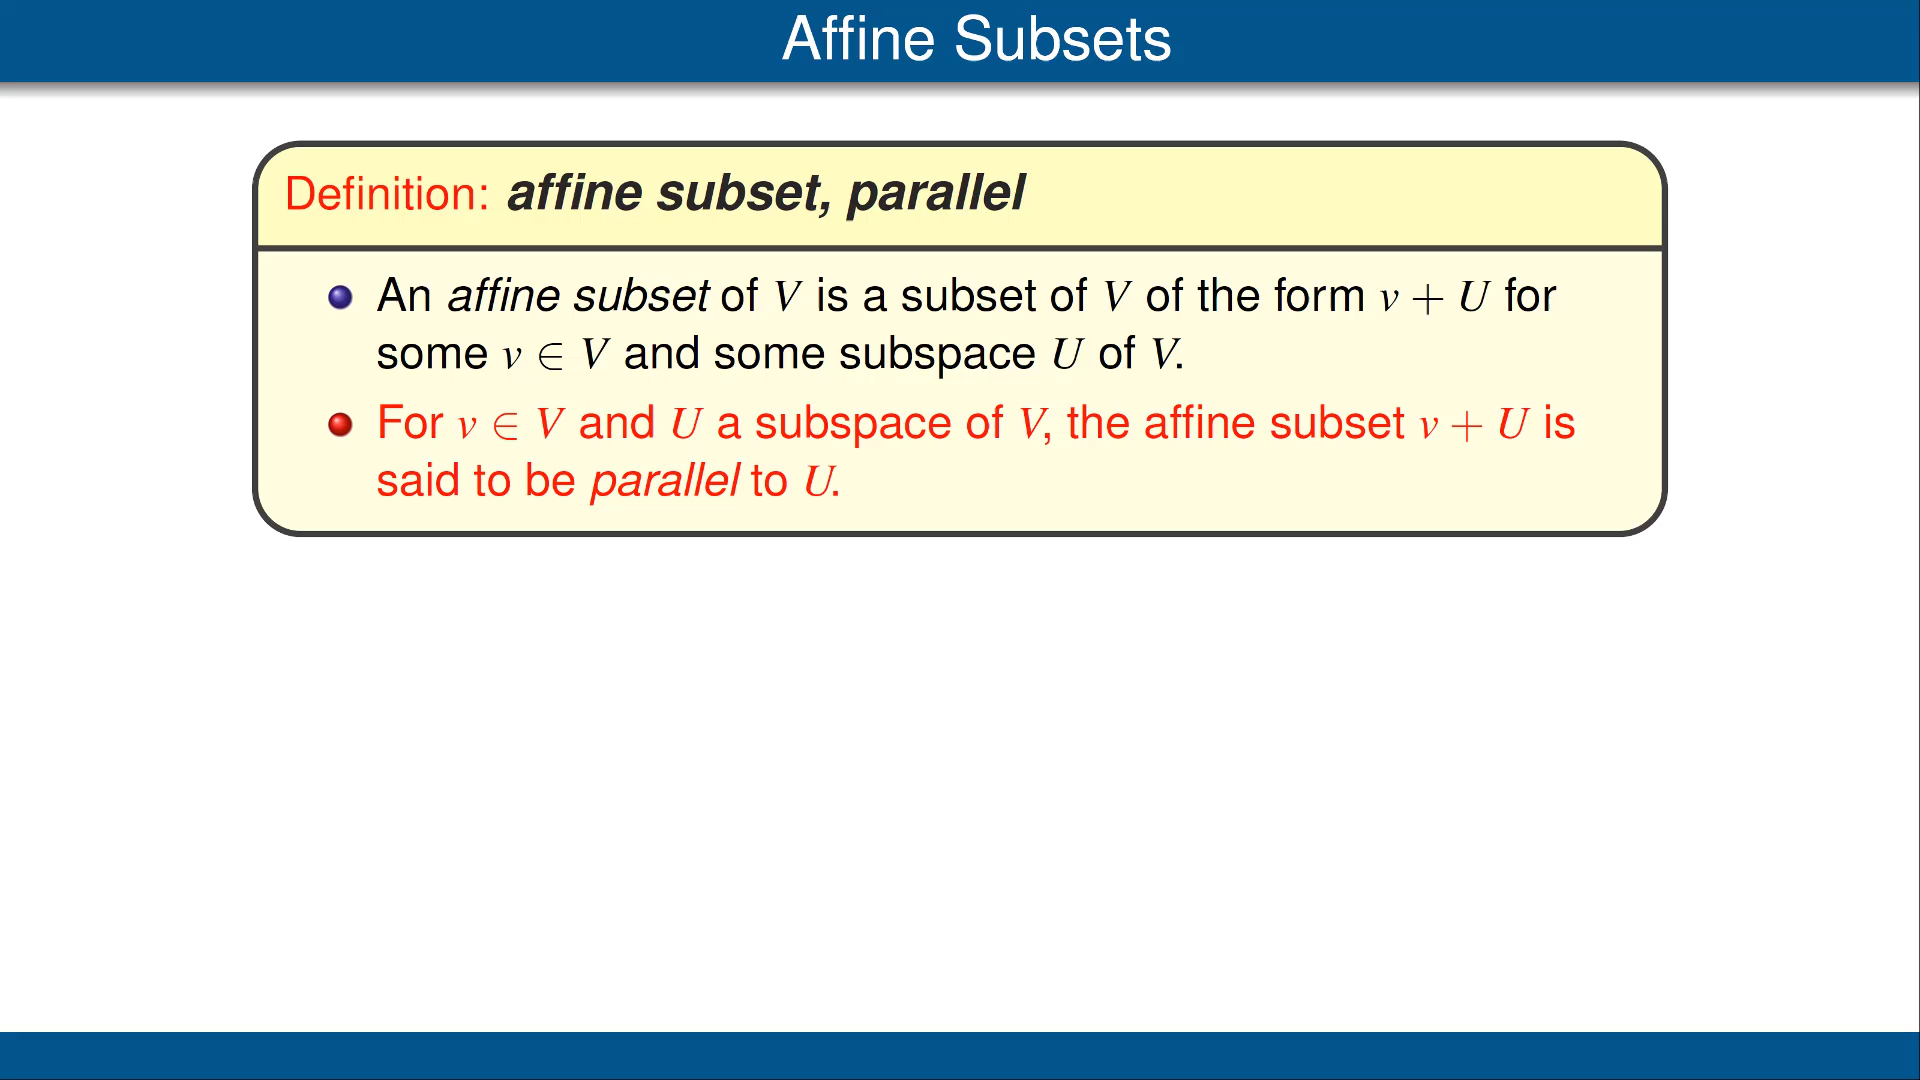 Affine Subsets
Definition: affine subset, parallel
An affine subset of V is a subset of V of the form v + U for
some v ∈ V and some subspace U of V.
For v ∈ V and U a subspace of V, the affine subset v + U is
said to be parallel to U.